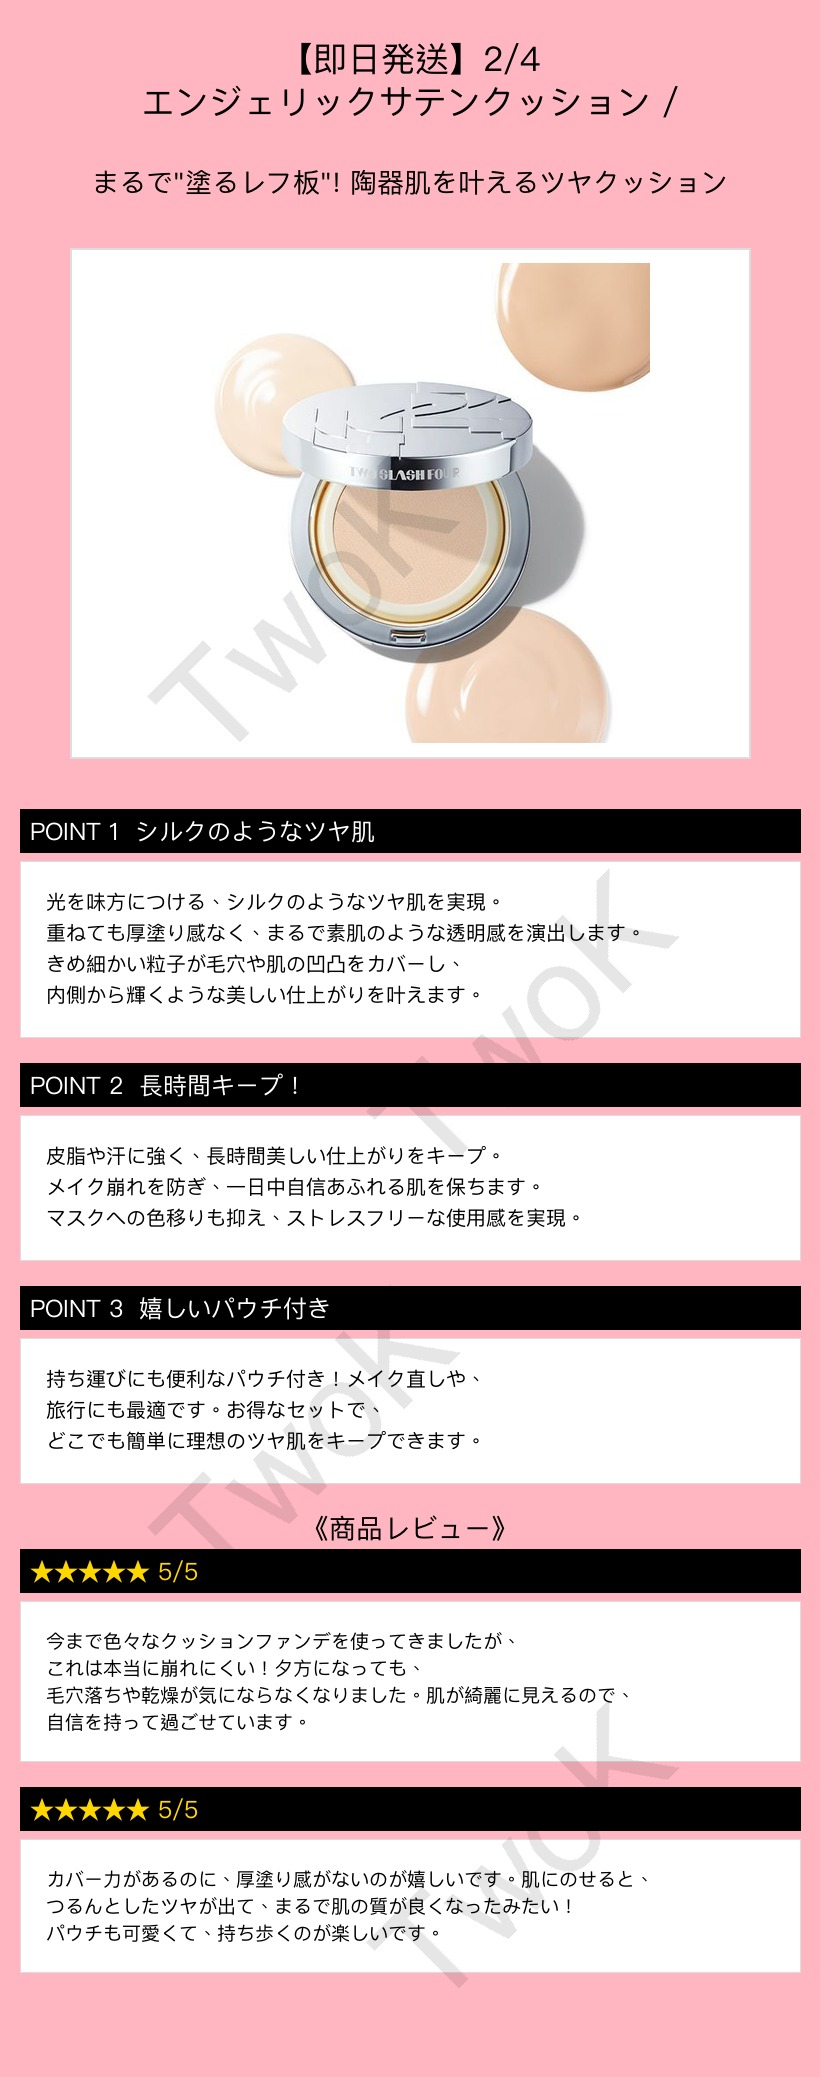 【即日発送】2/4
エンジェリックサテンクッション /
まるで"塗るレフ板"! 陶器肌を叶えるツヤクッション
TWO SLASH FOUR
TwoK
POINT 1 シルクのようなツヤ肌
光を味方につける、シルクのようなツヤ肌を実現。
重ねても厚塗り感なく、まるで素肌のような透明感を演出します。
きめ細かい粒子が毛穴や肌の凹凸をカバーし、
内側から輝くような美しい仕上がりを叶えます。
TwoK
POINT 2 長時間キープ！
皮脂や汗に強く、長時間美しい仕上がりをキープ。
メイク崩れを防ぎ、一日中自信あふれる肌を保ちます。
マスクへの色移りも抑え、ストレスフリーな使用感を実現。
POINT 3 嬉しいパウチ付き
持ち運びにも便利なパウチ付き！メイク直しや、
旅行にも最適です。お得なセットで、
どこでも簡単に理想のツヤ肌をキープできます。
TwoK
《商品レビュー》
★★★★★ 5/5
今まで色々なクッションファンデを使ってきましたが、
これは本当に崩れにくい！夕方になっても、
毛穴落ちや乾燥が気にならなくなりました。肌が綺麗に見えるので、
自信を持って過ごせています。
★★★★★ 5/5
カバー力があるのに、厚塗り感がないのが嬉しいです。肌にのせると、
つるんとしたツヤが出て、まるで肌の質が良くなったみたい！
パウチも可愛くて、持ち歩くのが楽しいです。
TwoK